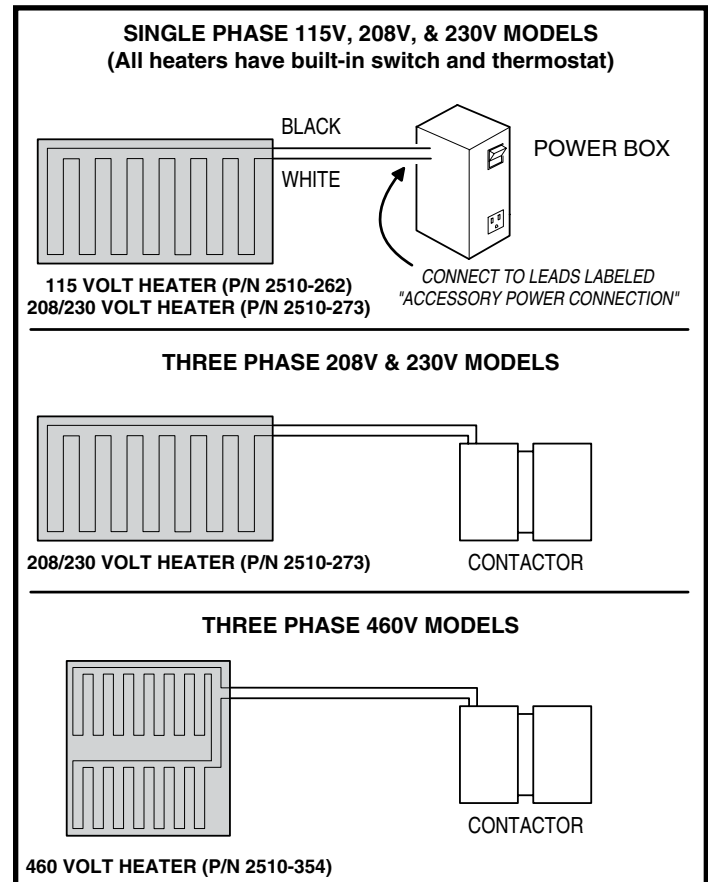 SINGLE PHASE 115V, 208V, & 230V MODELS
(All heaters have built-in switch and thermostat)
BLACK
WHITE
POWER BOX
CONNECT TO LEADS LABELED
"ACCESSORY POWER CONNECTION"
115 VOLT HEATER (P/N 2510-262)
208/230 VOLT HEATER (P/N 2510-273)
THREE PHASE 208V & 230V MODELS
208/230 VOLT HEATER (P/N 2510-273)
CONTACTOR
THREE PHASE 460V MODELS
CONTACTOR
460 VOLT HEATER (P/N 2510-354)